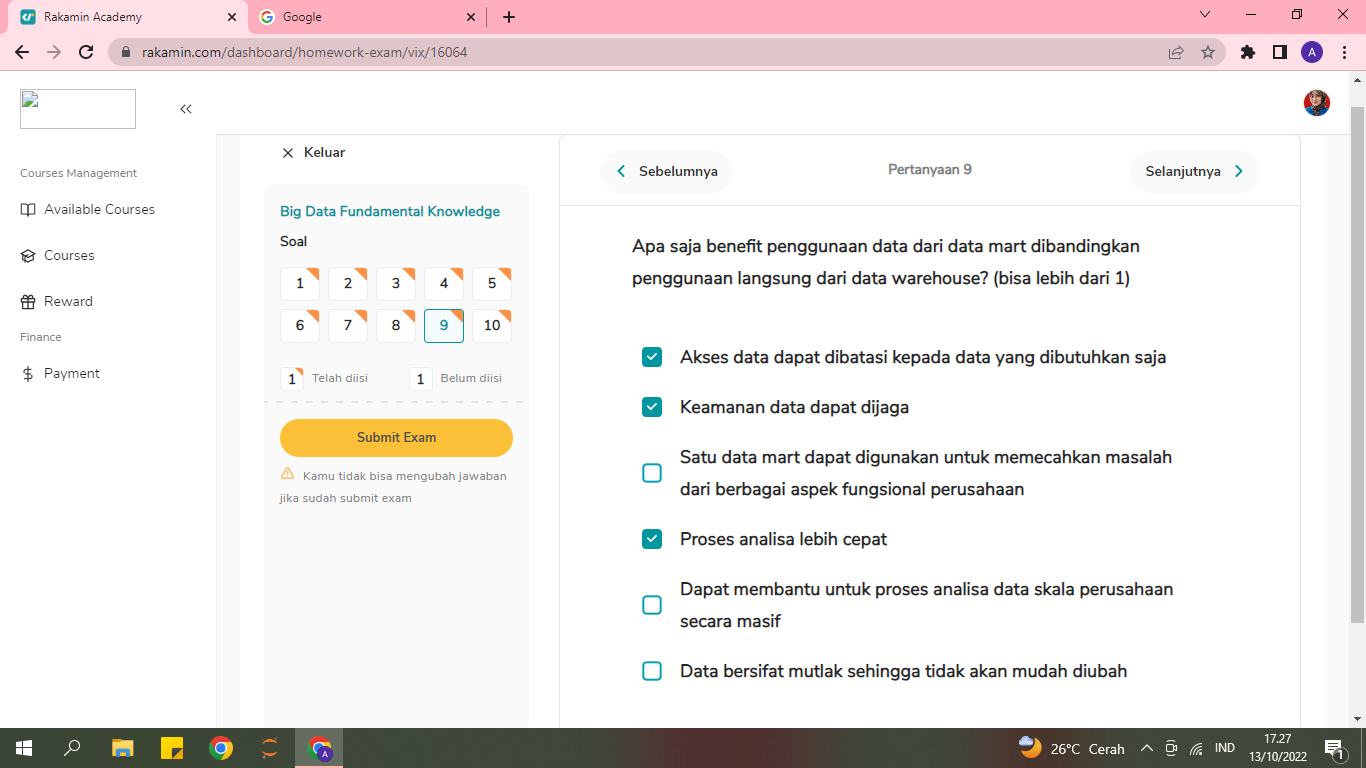 Rakamin Academy
Google
rakamin.com/dashboard/homework-exam/vix/16064
A
Courses Management
Available Courses
Courses
Reward
Finance
Payment
Keluar
Big Data Fundamental Knowledge
Soal
1 2 3 4 5
6 7 8 9 10
1 Telah diisi 1 Belum diisi
Submit Exam
Kamu tidak bisa mengubah jawaban
jika sudah submit exam
Sebelumnya
Pertanyaan 9
Selanjutnya
Apa saja benefit penggunaan data dari data mart dibandingkan
penggunaan langsung dari data warehouse? (bisa lebih dari 1)
Akses data dapat dibatasi kepada data yang dibutuhkan saja
Keamanan data dapat dijaga
Satu data mart dapat digunakan untuk memecahkan masalah
dari berbagai aspek fungsional perusahaan
Proses analisa lebih cepat
Dapat membantu untuk proses analisa data skala perusahaan
secara masif
Data bersifat mutlak sehingga tidak akan mudah diubah
A
26°C Cerah
IND
17.27
13/10/2022
1